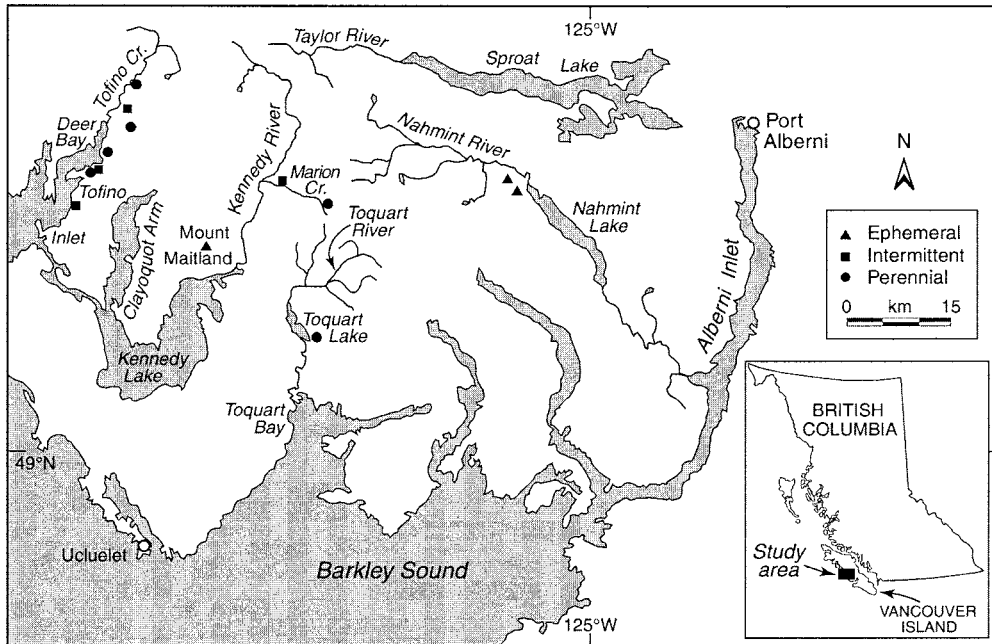 125°W
Taylor River
Sproat
Lake
Tofino Cr.
Deer
Bay
Kennedy River
Nahmint River
Port
Alberni
N
Marion
Cr.
Tofino
Inlet
Clayoquot Arm
Mount
Maitland
Toquart
River
Nahmint
Lake
Alberni Inlet
Ephemeral
Intermittent
Perennial
0 km 15
Toquart
Lake
Kennedy
Lake
Toquart
Bay
BRITISH
COLUMBIA
49°N
Ucluelet
Barkley Sound
Study
area
VANCOUVER
ISLAND
125°W